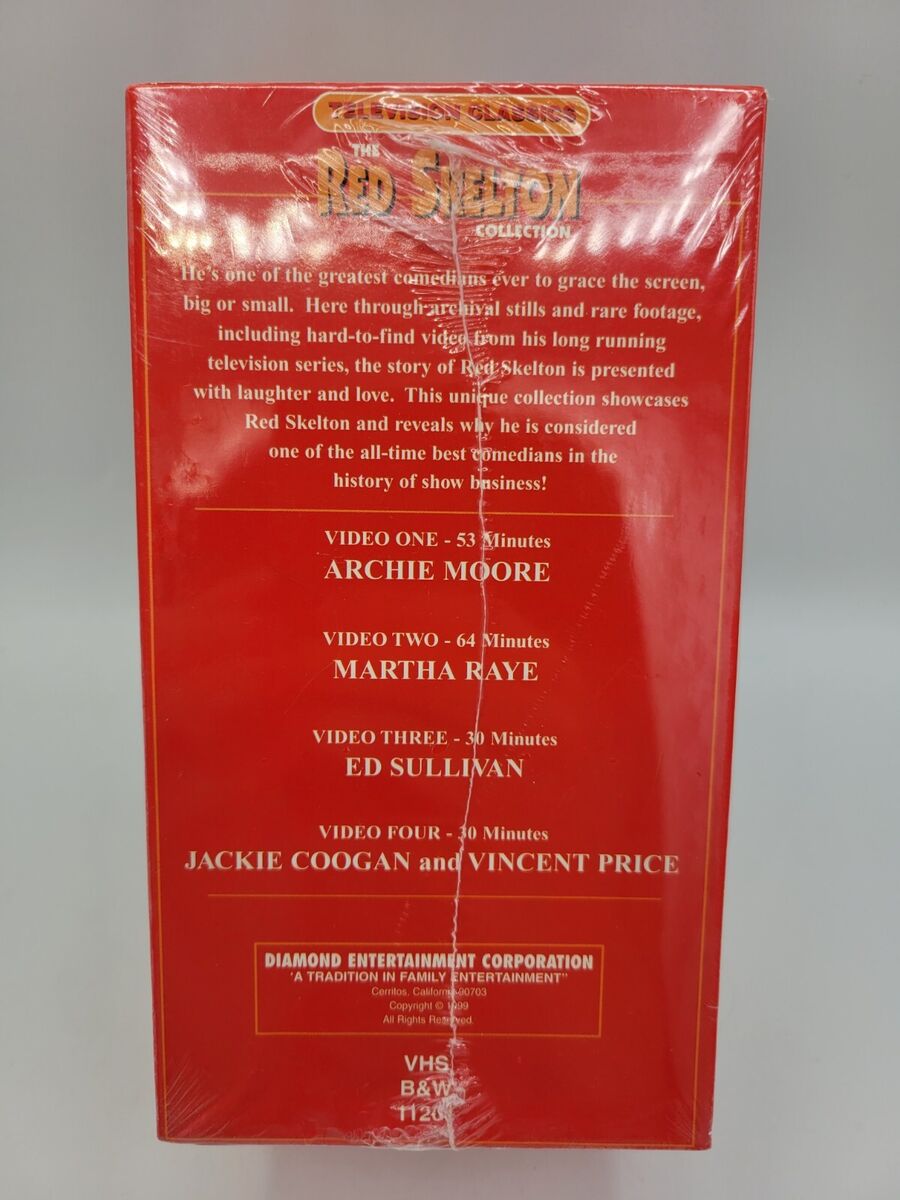 TELEVISION CLASSICS
THE
RED SKELTON
COLLECTION
He's one of the greatest comedians ever to grace the screen,
big or small. Here through archival stills and rare footage,
including hard-to-find video from his long running
television series, the story of Red Skelton is presented
with laughter and love. This unique collection showcases
Red Skelton and reveals why he is considered
one of the all-time best comedians in the
history of show business!
VIDEO ONE - 53 Minutes
ARCHIE MOORE
VIDEO TWO - 64 Minutes
MARTHA RAYE
VIDEO THREE - 30 Minutes
ED SULLIVAN
VIDEO FOUR - 30 Minutes
JACKIE COOGAN and VINCENT PRICE
DIAMOND ENTERTAINMENT CORPORATION
'A TRADITION IN FAMILY ENTERTAINMENT"
Cerritos, California 90703
Copyright © 1999
All Rights Reserved.
VHS
B&W